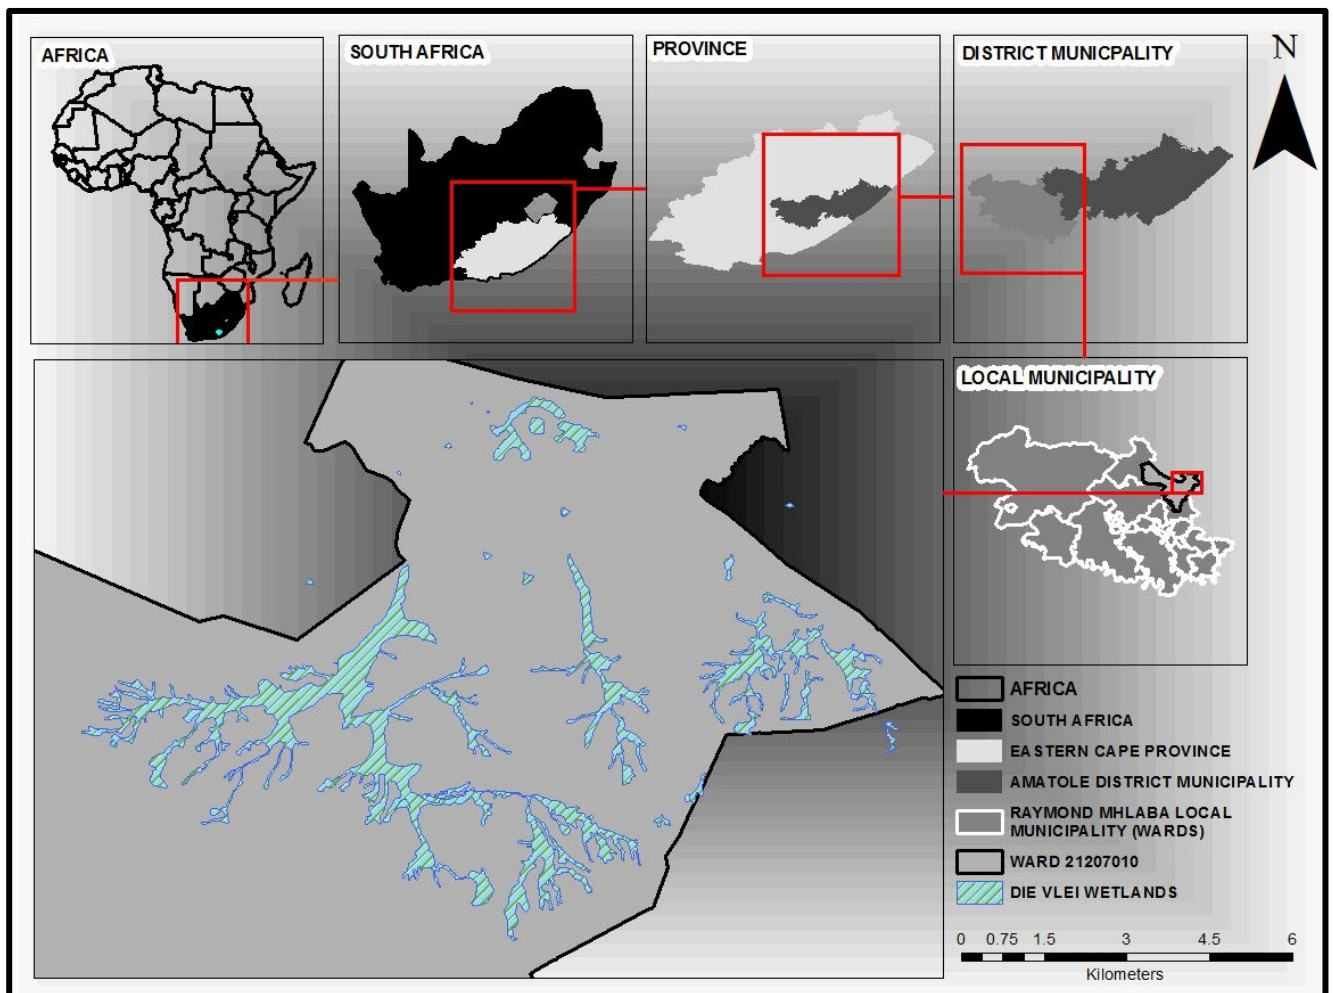 AFRICA
SOUTH AFRICA
PROVINCE
DISTRICT MUNICPALITY
N
LOCAL MUNICIPALITY
AFRICA
SOUTH AFRICA
EASTERN CAPE PROVINCE
AMATOLE DISTRICT MUNICIPALITY
RAYMOND MHLABA LOCAL
MUNICIPALITY (WARDS)
WARD 21207010
DIE VLEI WETLANDS
0 0.75 1.5 3 4.5 6
Kilometers